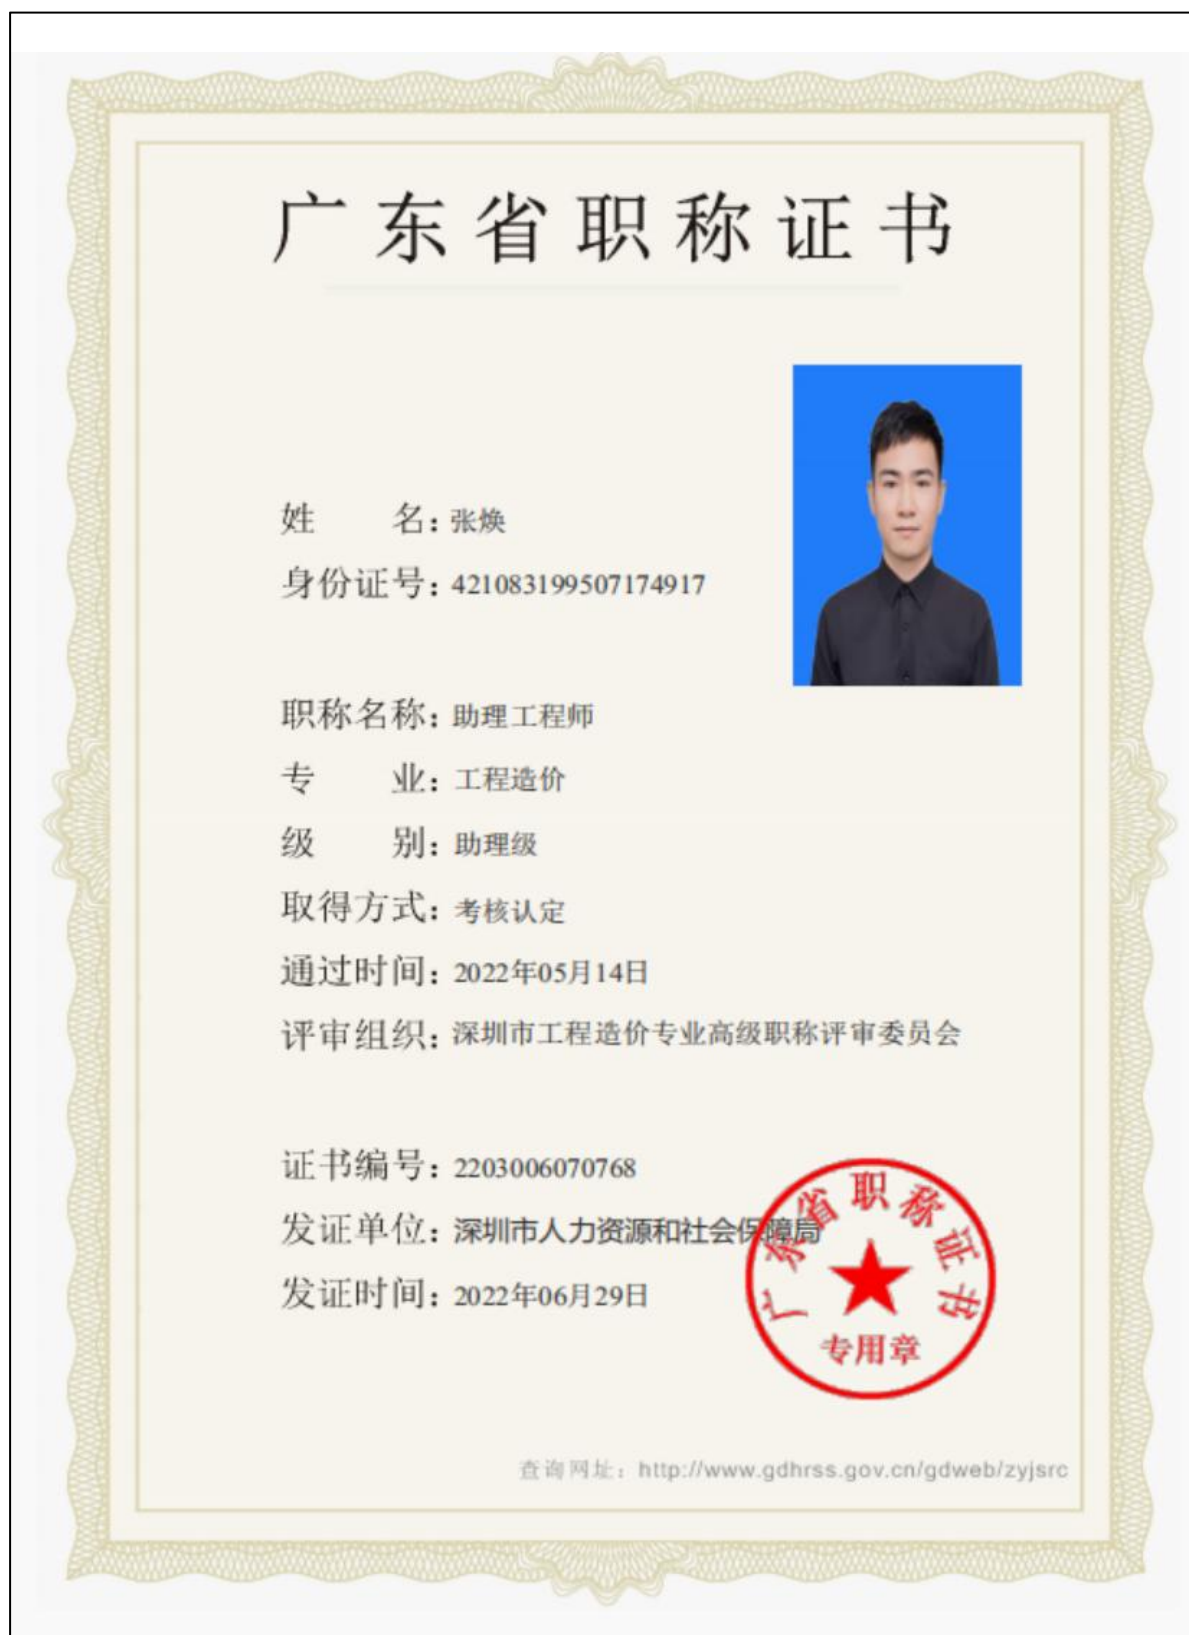 广东省职称证书
姓 名：张焕
身份证号：421083199507174917
职称名称：助理工程师
专 业：工程造价
级 别：助理级
取得方式：考核认定
通过时间：2022年05月14日
评审组织：深圳市工程造价专业高级职称评审委员会
证书编号：2203006070768
发证单位：深圳市人力资源和社会保障局
发证时间：2022年06月29日
广东省职称证书
专用章
查询网址：http://www.gdhrss.gov.cn/gdweb/zyjsrc